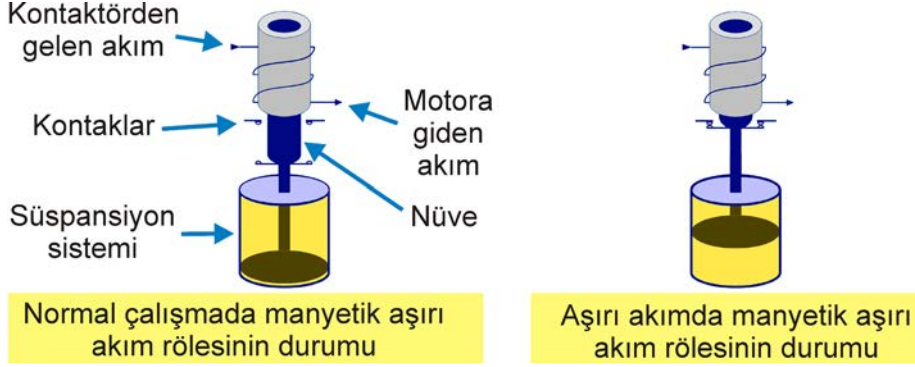 Kontaktörden
gelen akım
Kontaklar
Motora
giden
akım
Süspansiyon
sistemi
Nüve
Normal çalışmada manyetik aşırı
akım rölesinin durumu
Aşırı akımda manyetik aşırı
akım rölesinin durumu